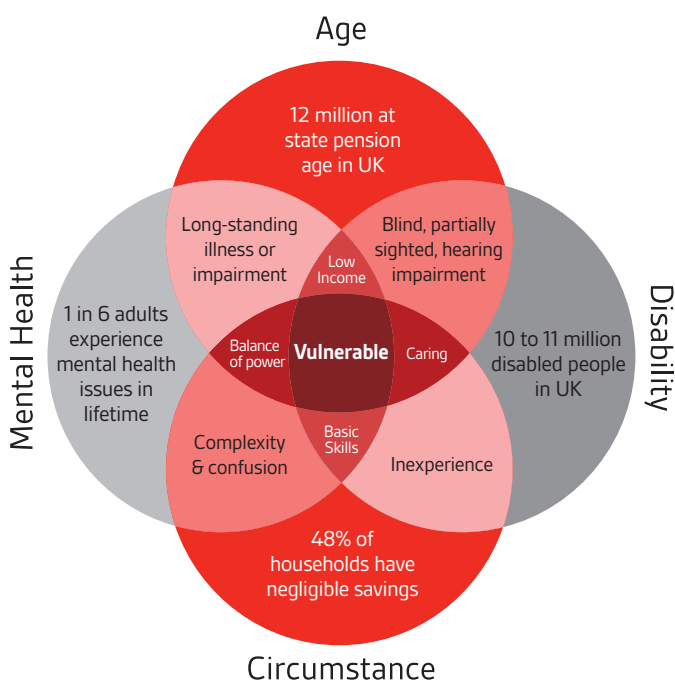 Age
12 million at
state pension
age in UK
Long-standing
illness or
impairment
Blind, partially
sighted, hearing
impairment
Low
Income
Mental Health
1 in 6 adults
experience
mental health
issues in
lifetime
Balance
of power
Vulnerable
Caring
10 to 11 million
disabled people
in UK
Disability
Complexity
& confusion
Basic
Skills
Inexperience
48% of
households have
negligible savings
Circumstance